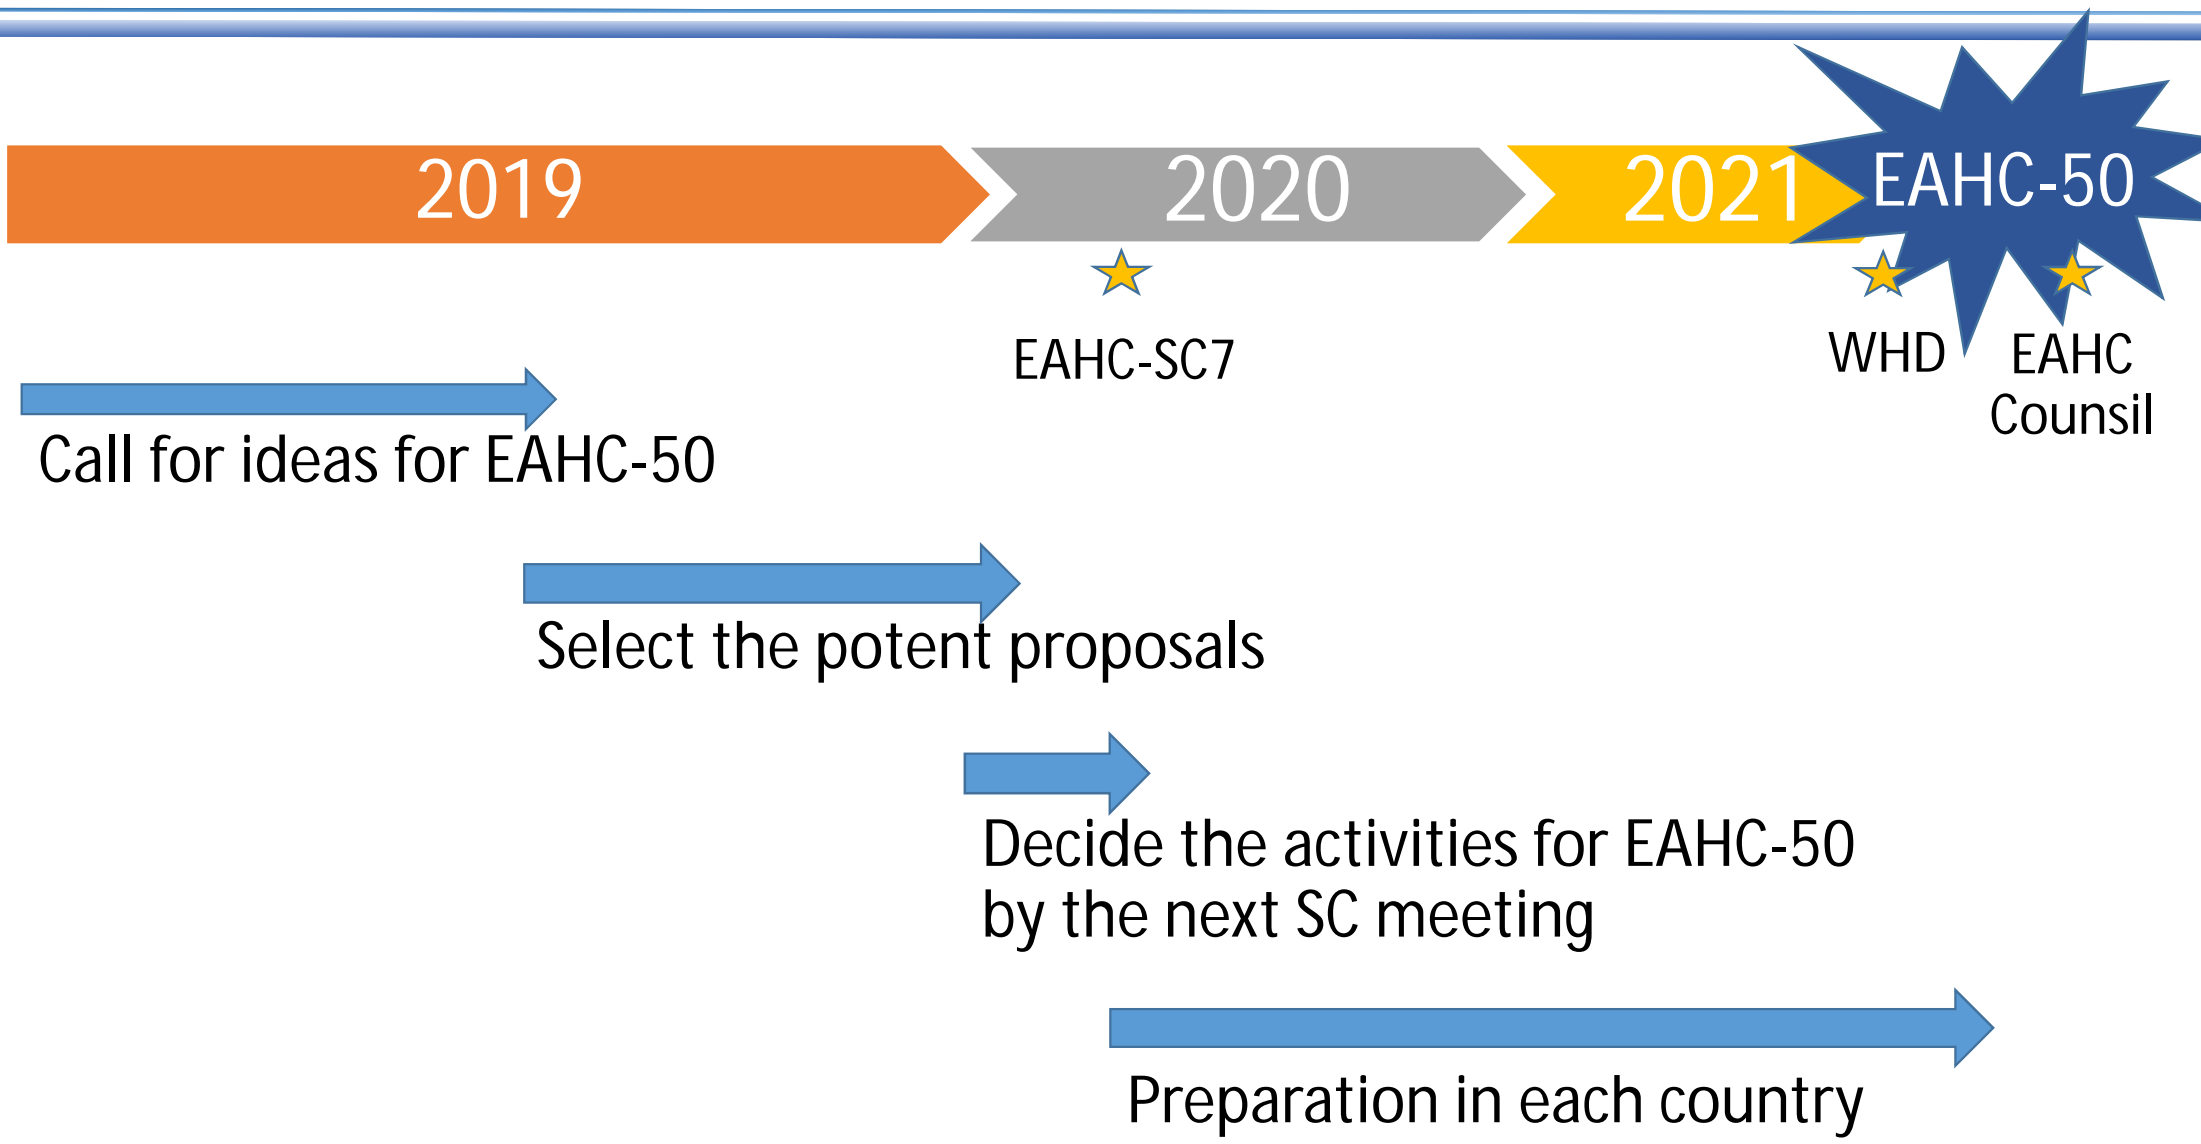 2019
2020
2021
EAHC-50
EAHC-SC7
WHD
EAHC
Counsil
Call for ideas for EAHC-50
Select the potent proposals
Decide the activities for EAHC-50
by the next SC meeting
Preparation in each country